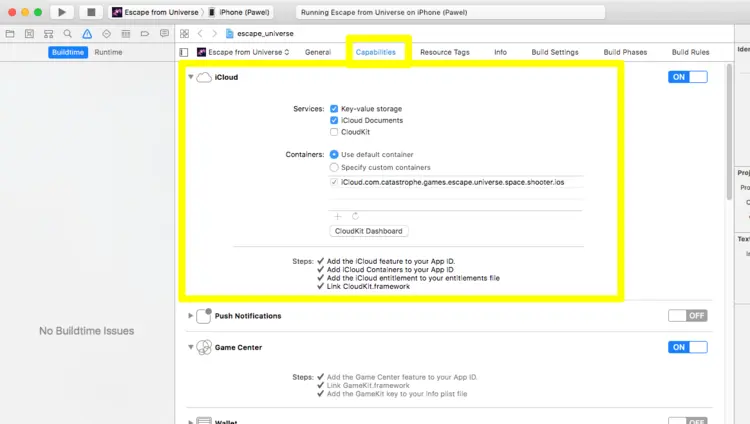 Escape from Universe
iPhone (Pawel)
Running Escape from Universe on iPhone (Pawel)
escape_universe
Buildtime
Runtime
Escape from Universe
General
Capabilities
Resource Tags
Info
Build Settings
Build Phases
Build Rules
Ide
iCloud
ON
Services:
Key-value storage
iCloud Documents
CloudKit
Containers:
Use default container
Specify custom containers
iCloud.com.catastrophe.games.escape.universe.space.shooter.ios
CloudKit Dashboard
Steps:
Add the iCloud feature to your App ID.
Add iCloud Containers to your App ID
Add the iCloud entitlement to your entitlements file
Link CloudKit.framework
Proje
Pro
Text
In
No Buildtime Issues
Push Notifications
OFF
Game Center
ON
Steps:
Add the Game Center feature to your App ID.
Link GameKit.framework
Add the GameKit key to your info plist file
Wallet
OFF